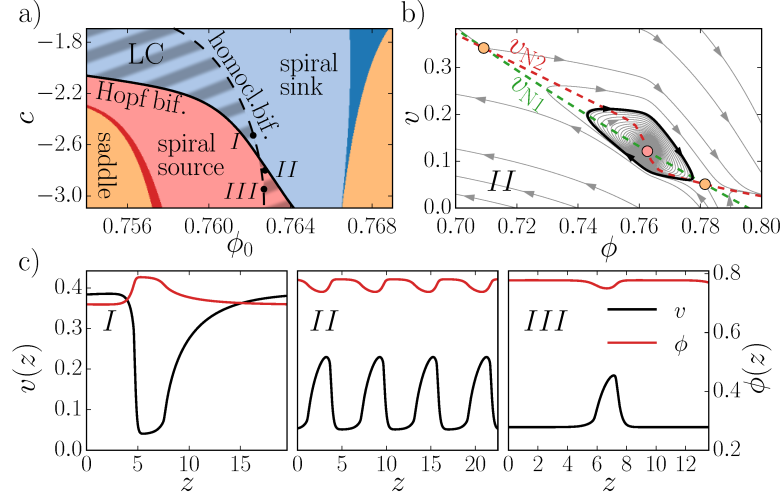 a)
b)
−1.8
−2.2
−2.6
−3.0
c
LC
Hopf bif.
homocl.bif.
spiral
sink
spiral
source
saddle
I
II
III
0.756
0.760
0.764
0.768
ϕ0
0.3
0.2
0.1
0.0
v
vN2
vN1
II
0.70
0.72
0.74
0.76
0.78
0.80
ϕ
c)
0.4
0.3
0.2
0.1
0.0
v(z)
I
0
5
10
15
z
II
0
5
10
15
20
z
III
v
ϕ
0
2
4
6
8
10
12
z
0.8
0.6
0.4
0.2
ϕ(z)